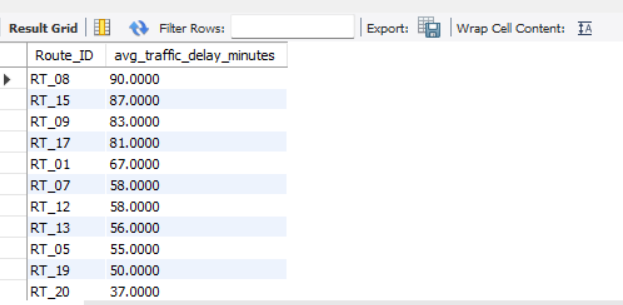 Result Grid Filter Rows: Export: Wrap Cell Content: IA
Route_ID avg_traffic_delay_minutes
RT_08 90.0000
RT_15 87.0000
RT_09 83.0000
RT_17 81.0000
RT_01 67.0000
RT_07 58.0000
RT_12 58.0000
RT_13 56.0000
RT_05 55.0000
RT_19 50.0000
RT_20 37.0000